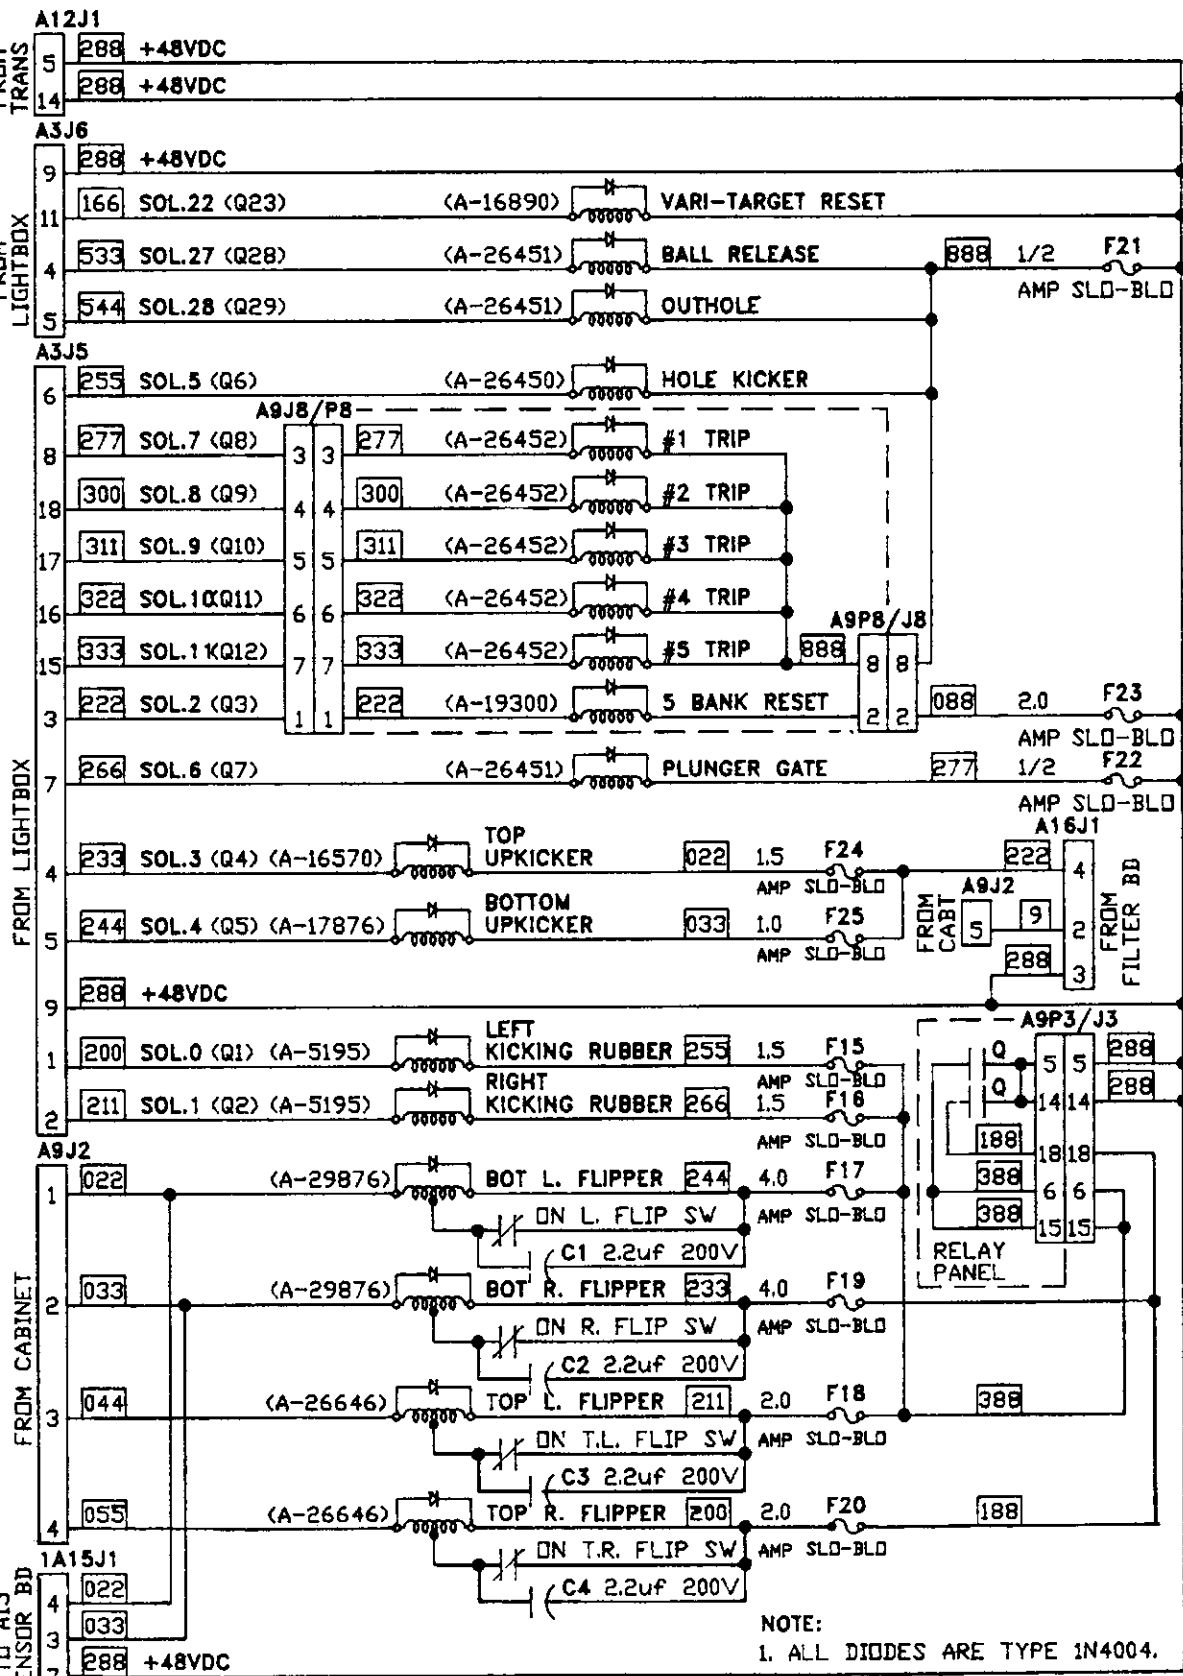 A12J1
FROM TRANS
5 288 +48VDC
14 288 +48VDC
A3J6
FROM LIGHTBOX
9 288 +48VDC
11 166 SOL.22 (Q23) (A-16890) VARI-TARGET RESET
4 533 SOL.27 (Q28) (A-26451) BALL RELEASE 888 1/2 F21
AMP SLO-BLO
5 544 SOL.28 (Q29) (A-26451) OUTHOLE
A3J5
6 255 SOL.5 (Q6) (A-26450) HOLE KICKER
A9J8/P8
8 277 SOL.7 (Q8) 3 3 277 (A-26452) #1 TRIP
18 300 SOL.8 (Q9) 4 4 300 (A-26452) #2 TRIP
17 311 SOL.9 (Q10) 5 5 311 (A-26452) #3 TRIP
16 322 SOL.10(Q11) 6 6 322 (A-26452) #4 TRIP
A9P8/J8
15 333 SOL.11(Q12) 7 7 333 (A-26452) #5 TRIP 888 8 8
3 222 SOL.2 (Q3) 1 1 222 (A-19300) 5 BANK RESET 2 2 088 2.0 F23
AMP SLO-BLO
7 266 SOL.6 (Q7) (A-26451) PLUNGER GATE 277 1/2 F22
AMP SLO-BLO
FROM LIGHTBOX
A16J1
4 233 SOL.3 (Q4) (A-16570) TOP UPKICKER 022 1.5 F24 222 4
AMP SLO-BLO
A9J2
FROM CABT
5 9 2
FROM FILTER BD
5 244 SOL.4 (Q5) (A-17876) BOTTOM UPKICKER 033 1.0 F25
AMP SLO-BLO
288 3
9 288 +48VDC
A9P3/J3
1 200 SOL.0 (Q1) (A-5195) LEFT KICKING RUBBER 255 1.5 F15
AMP SLO-BLO
Q 5 5 288
2 211 SOL.1 (Q2) (A-5195) RIGHT KICKING RUBBER 266 1.5 F16
AMP SLO-BLO
Q 14 14 288
188 18 18
388 6 6
388 15 15
RELAY PANEL
A9J2
FROM CABINET
1 022 (A-29876) BOT L. FLIPPER 244 4.0 F17
ON L. FLIP SW AMP SLO-BLO
C1 2.2uf 200V
2 033 (A-29876) BOT R. FLIPPER 233 4.0 F19
ON R. FLIP SW AMP SLO-BLO
C2 2.2uf 200V
3 044 (A-26646) TOP L. FLIPPER 211 2.0 F18 388
ON T.L. FLIP SW AMP SLO-BLO
C3 2.2uf 200V
4 055 (A-26646) TOP R. FLIPPER 200 2.0 F20 188
ON T.R. FLIP SW AMP SLO-BLO
C4 2.2uf 200V
1A15J1
4 022
3 033
288 +48VDC
NOTE:
1. ALL DIODES ARE TYPE 1N4004.